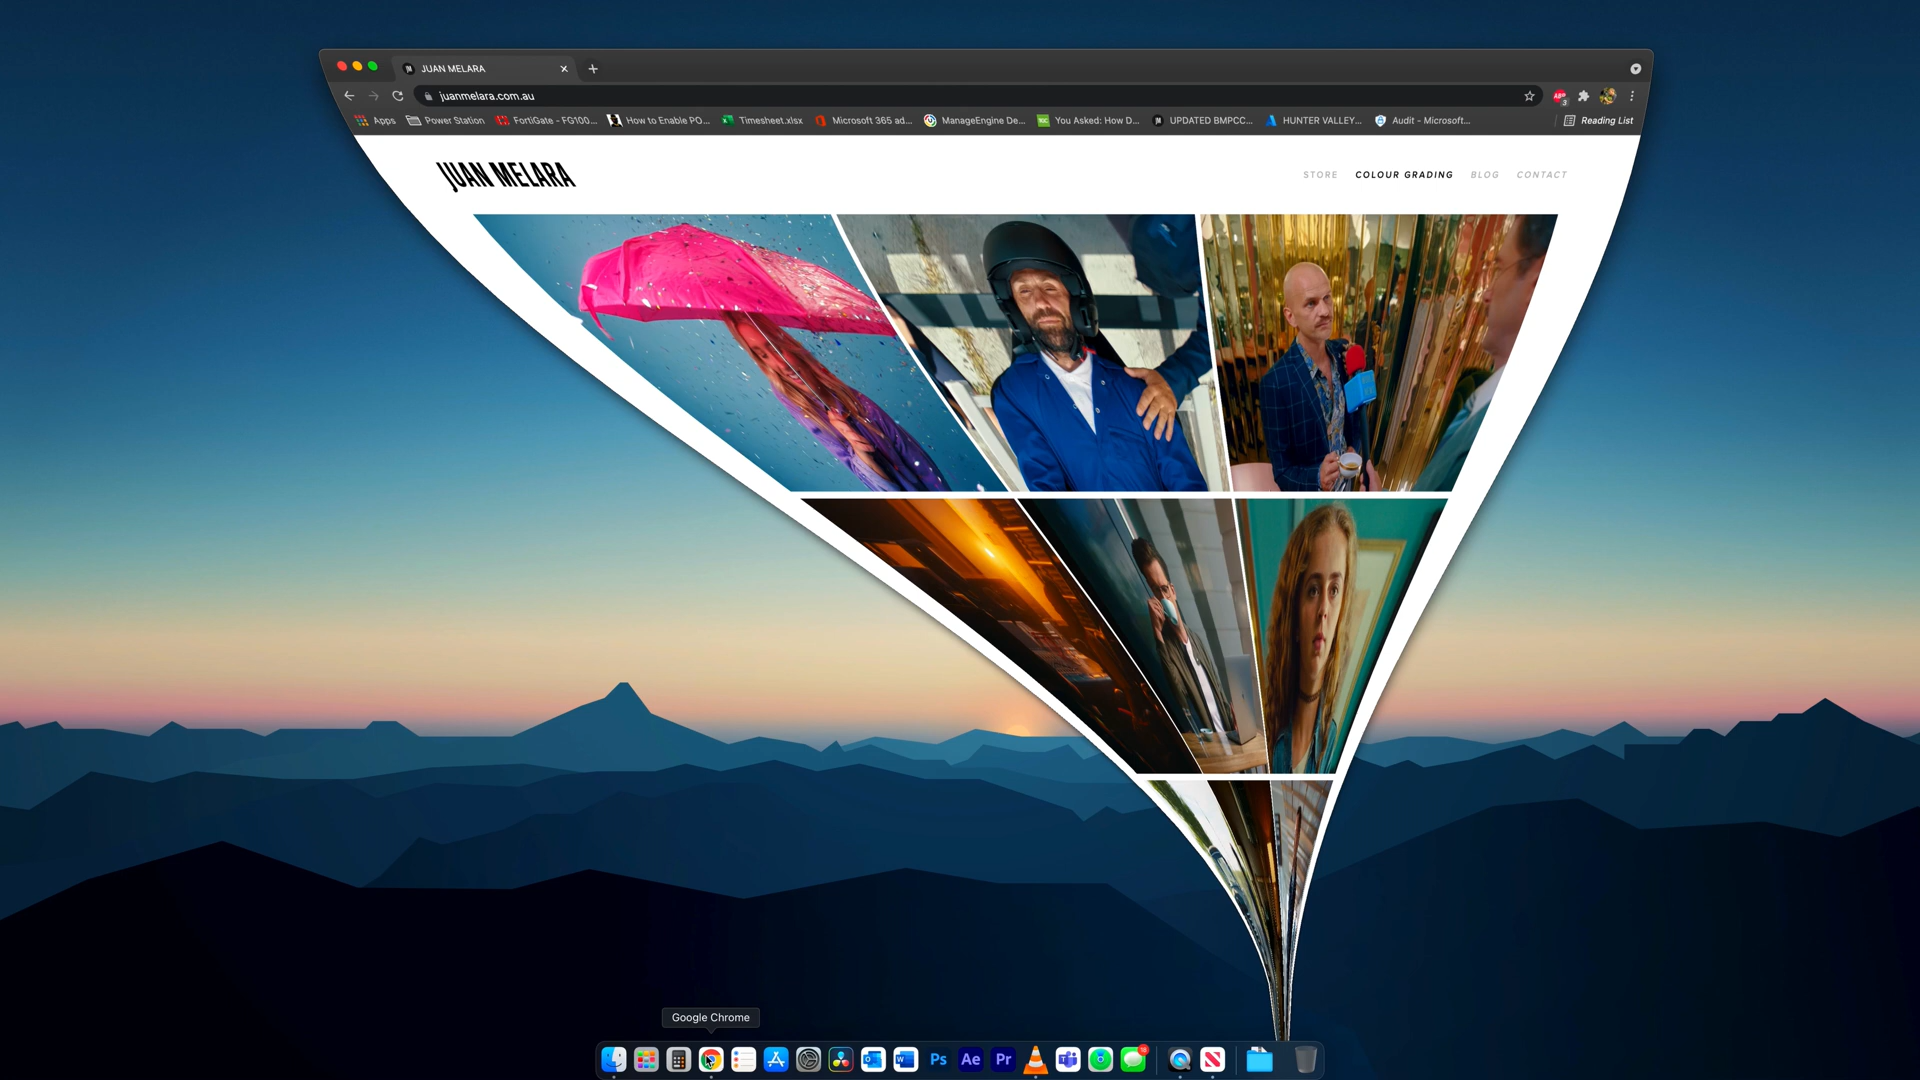 JUAN MELARA
juanmelara.com.au
Apps Power Station FortiGate - FG100... How to Enable PO... Timesheet.xlsx Microsoft 365 ad... ManageEngine De... You Asked: How D... UPDATED BMPCC... HUNTER VALLEY... Audit - Microsoft... Reading List
JUAN MELARA
STORE COLOUR GRADING BLOG CONTACT
Google Chrome
Ps Ae Pr